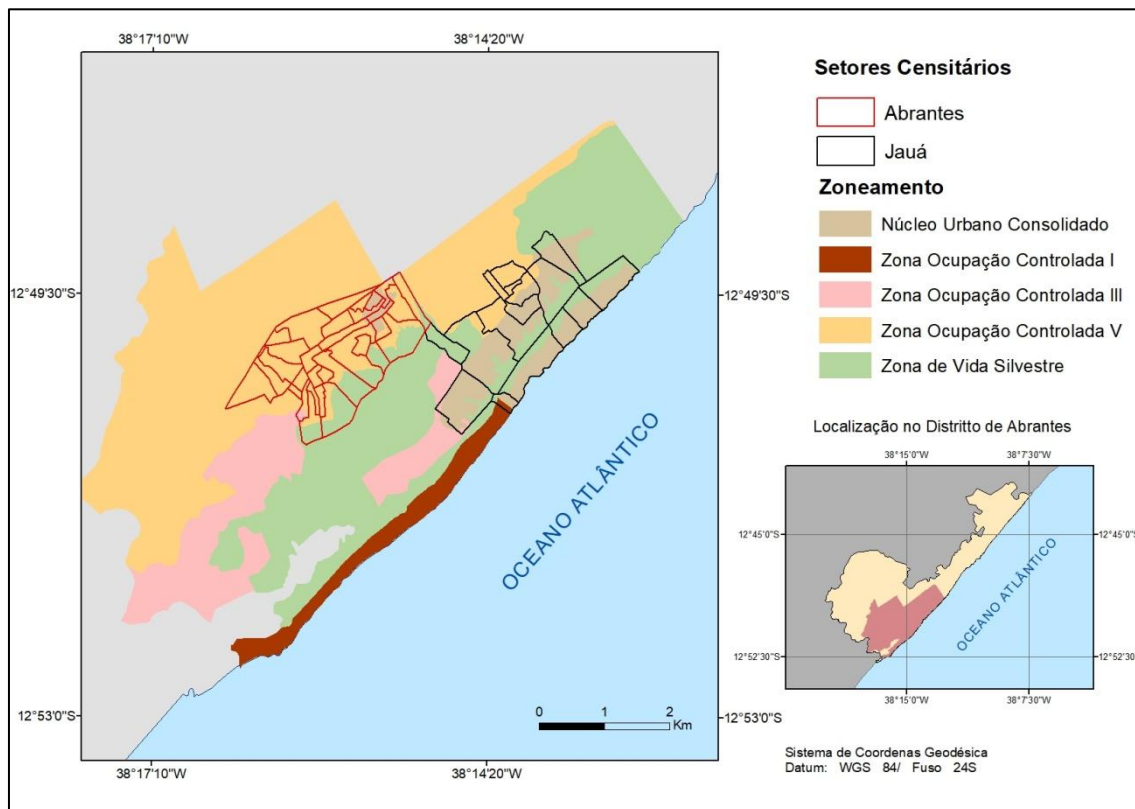 38°17'10"W
38°14'20"W
12°49'30"S
12°49'30"S
OCEANO ATLÂNTICO
12°53'0"S
12°53'0"S
0 1 2
Km
38°17'10"W
38°14'20"W
Setores Censitários
Abrantes
Jauá
Zoneamento
Núcleo Urbano Consolidado
Zona Ocupação Controlada I
Zona Ocupação Controlada III
Zona Ocupação Controlada V
Zona de Vida Silvestre
Localização no Distritto de Abrantes
38°15'0"W
38°7'30"W
12°45'0"S
12°45'0"S
OCEANO ATLÂNTICO
12°52'30"S
12°52'30"S
38°15'0"W
38°7'30"W
Sistema de Coordenas Geodésica
Datum: WGS 84/ Fuso 24S